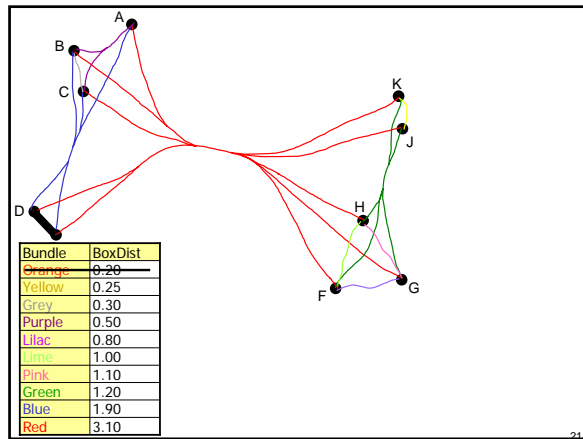 A
B
C
K
J
D
H
F
G
Bundle BoxDist
Orange 0.20
Yellow 0.25
Grey 0.30
Purple 0.50
Lilac 0.80
Lime 1.00
Pink 1.10
Green 1.20
Blue 1.90
Red 3.10
21